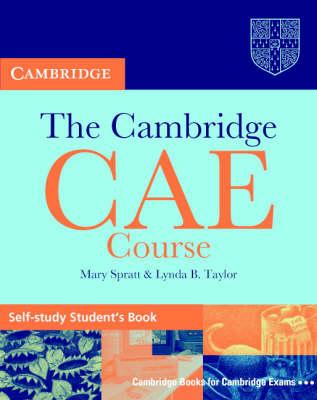 CAMBRIDGE
The Cambridge
CAE
Course
Mary Spratt & Lynda B. Taylor
Self-study Student's Book
Cambridge Books for Cambridge Exams •••